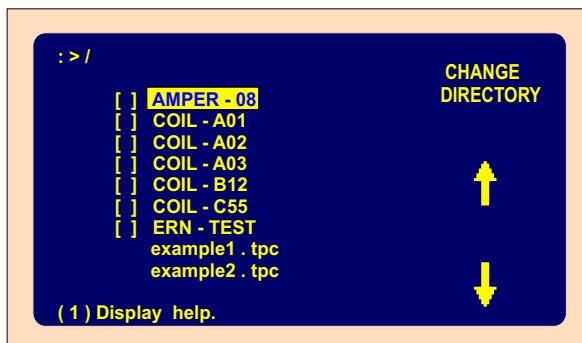 : > /
CHANGE
DIRECTORY
[ ] AMPER - 08
[ ] COIL - A01
[ ] COIL - A02
[ ] COIL - A03
[ ] COIL - B12
[ ] COIL - C55
[ ] ERN - TEST
example1 . tpc
example2 . tpc
( 1 ) Display help.